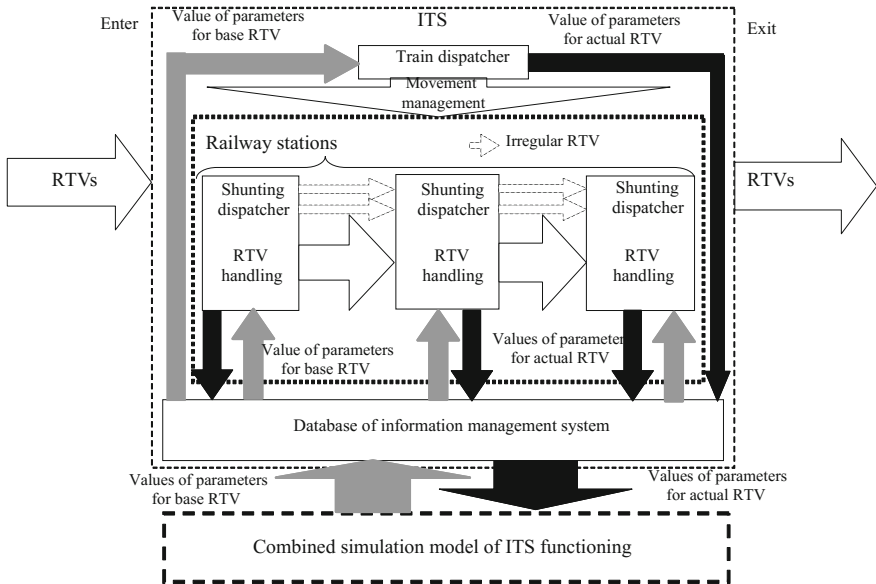 Enter
Value of parameters
for base RTV
ITS
Value of parameters
for actual RTV
Exit
Train dispatcher
Movement
management
Railway stations
Irregular RTV
RTVs
RTVs
Shunting
dispatcher
RTV
handling
Shunting
dispatcher
RTV
handling
Shunting
dispatcher
RTV
handling
Value of parameters
for base RTV
Values of parame
for actual RTV
Database of information management system
Values of parameters
for base RTV
Values of parameters
for actual RTV
Combined simulation model of ITS functioning